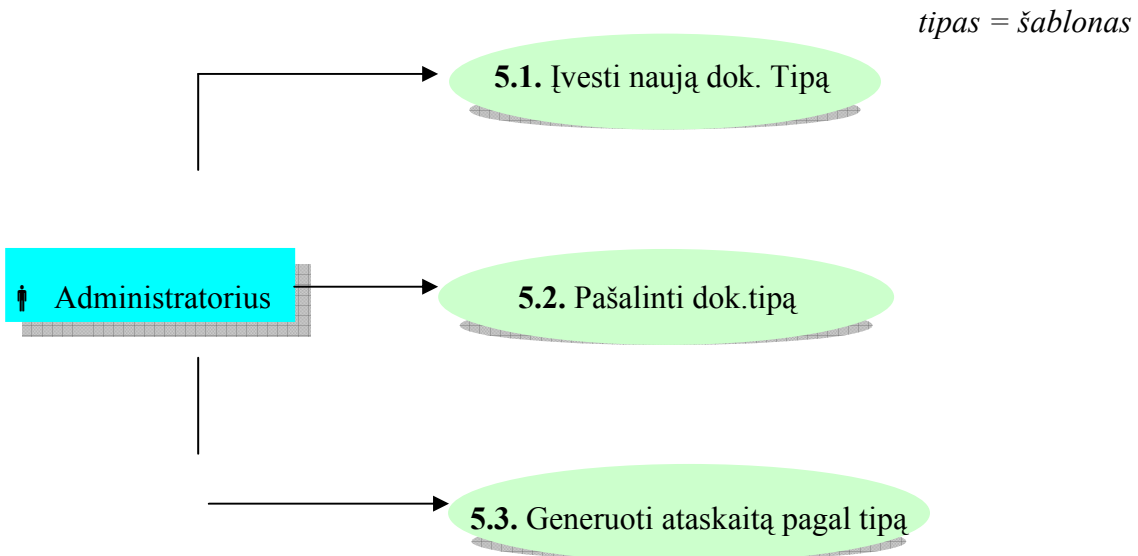 tipas = šablonas
5.1. Įvesti naują dok. Tipą
Administratorius
5.2. Pašalinti dok.tipą
5.3. Generuoti ataskaitą pagal tipą